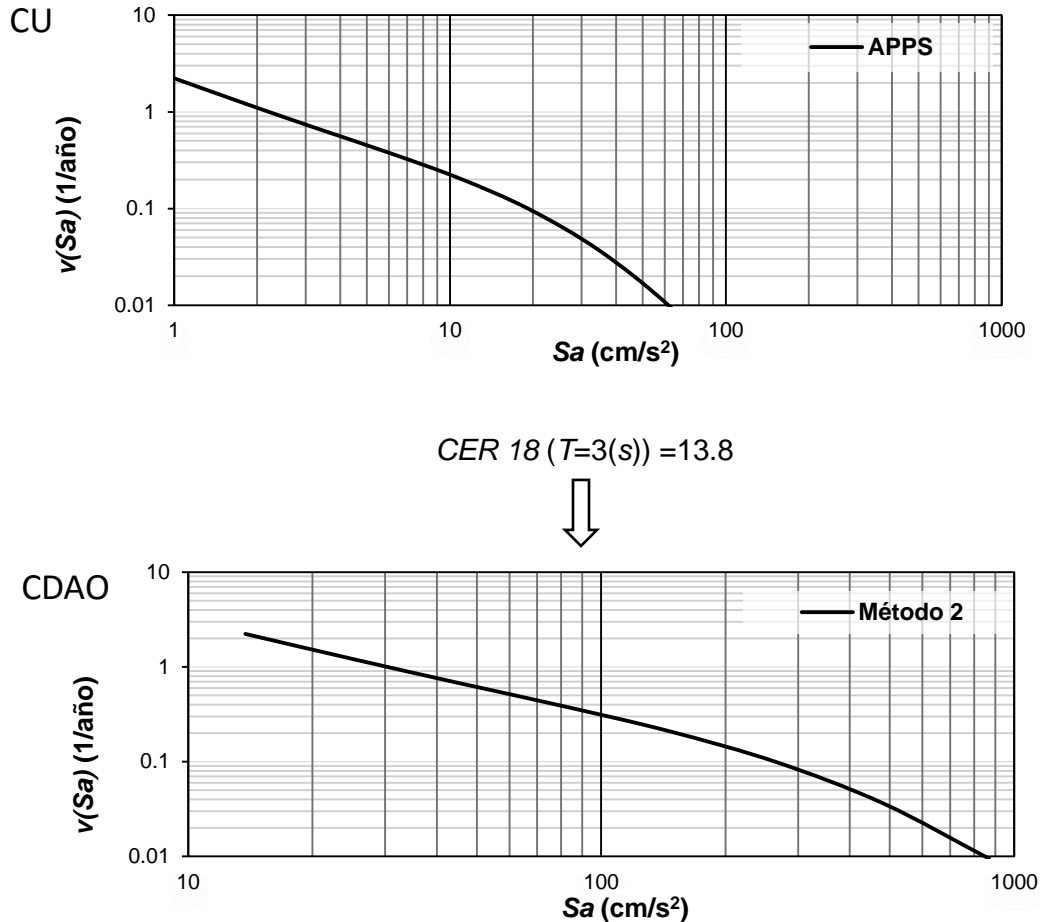 CU
10
1
0.1
0.01
v(Sa) (1/año)
APPS
1
10
100
1000
Sa (cm/s²)
CER 18 (T=3(s)) =13.8
CDAO
10
1
0.1
0.01
v(Sa) (1/año)
Método 2
10
100
1000
Sa (cm/s²)